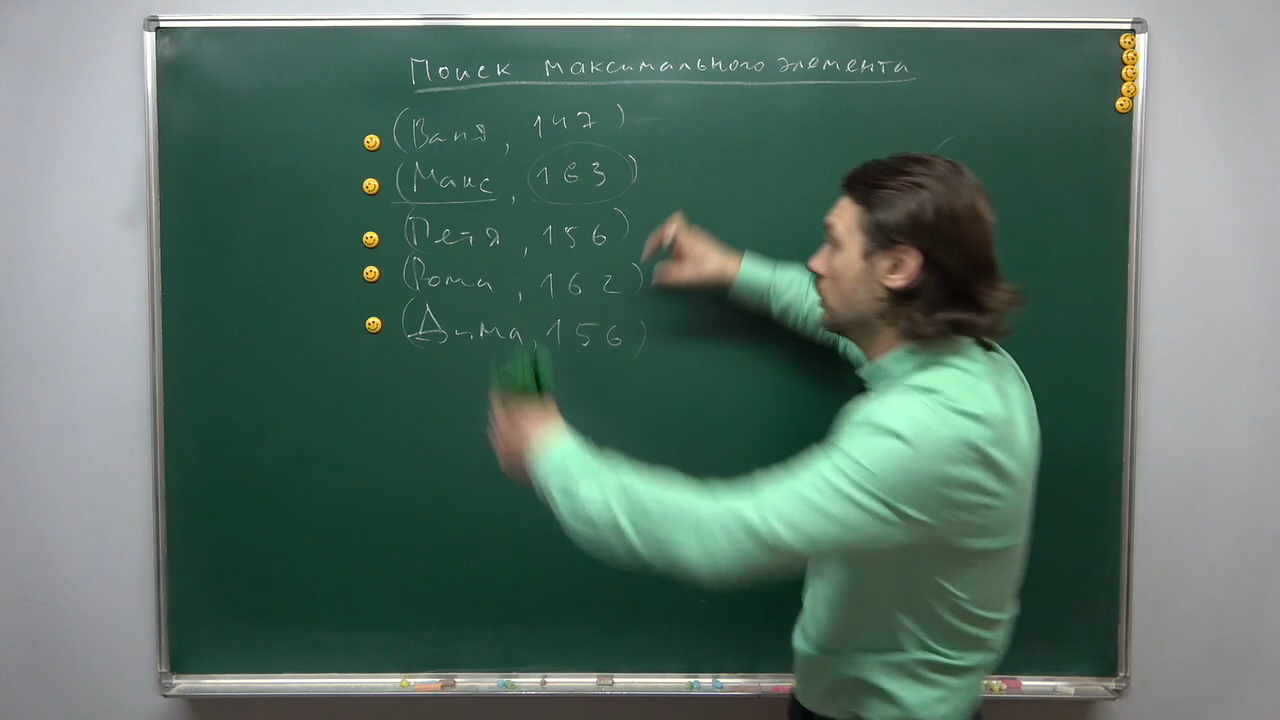 Поиск максимального элемента
(Ваня, 147)
(Макс, 163)
(Петя, 156)
(Рома, 162)
(Дима, 156)